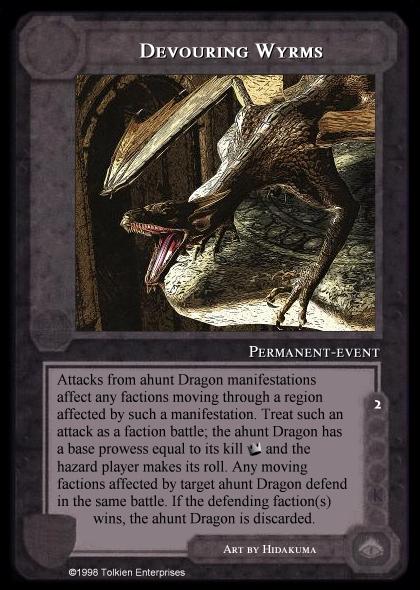 Devouring Wyrms
Permanent-event
Attacks from ahunt Dragon manifestations
affect any factions moving through a region
affected by such a manifestation. Treat such an
attack as a faction battle; the ahunt Dragon has
a base prowess equal to its kill and the
hazard player makes its roll. Any moving
factions affected by target ahunt Dragon defend
in the same battle. If the defending faction(s)
wins, the ahunt Dragon is discarded.
2
Art by Hidakuma
©1998 Tolkien Enterprises